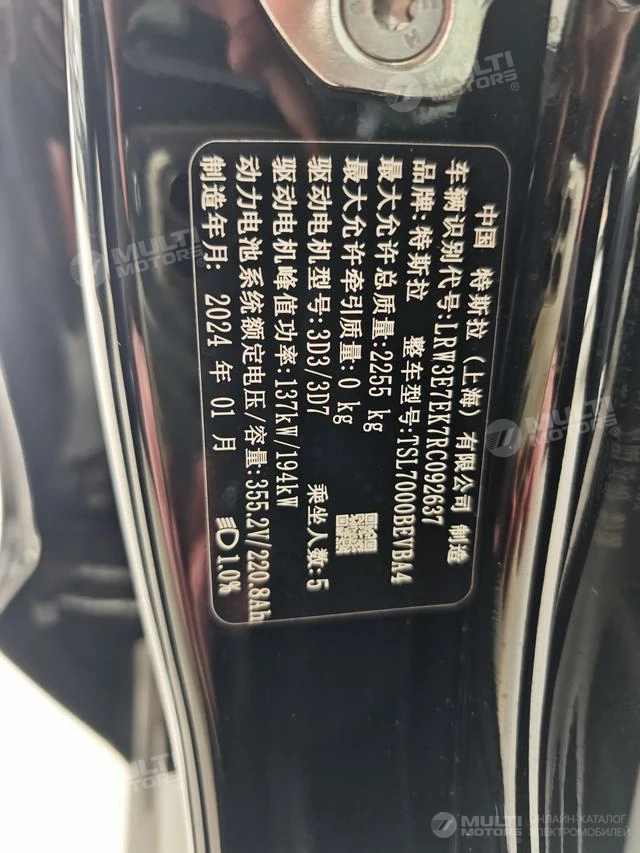 中国 特斯拉（上海）有限公司 制造
车辆识别代号:LRW3E7EK7RC092637
品牌:特斯拉 整车型号:TSL7000BEVBA4
最大允许总质量:2255 kg
最大允许牵引质量:0 kg
驱动电机型号:3D3/3D7 乘坐人数:5
驱动电机峰值功率:137kW/194kW
动力电池系统额定电压/容量:355.2V/220.8Ah
制造年月: 2024 年 01 月 1.0%
MULTI MOTORS®
MULTI MOTORS®
MULTI MOTORS®
MULTI MOTORS®
MULTI MOTORS® ОНЛАЙН-КАТАЛОГ ЭЛЕКТРОМОБИЛЕЙ